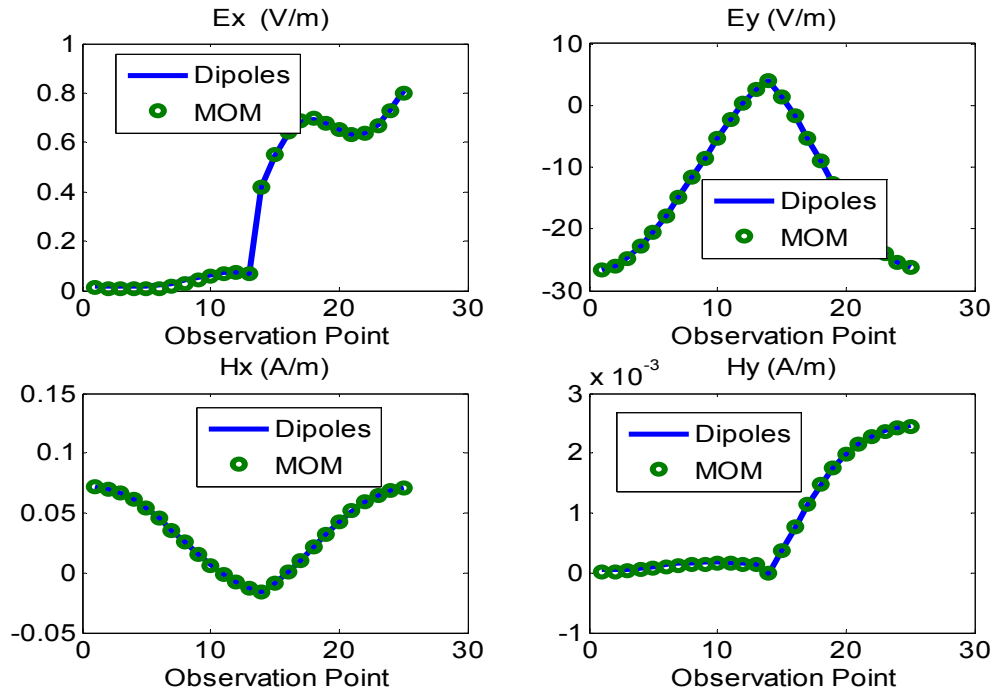 Ex (V/m)
1
0.8
0.6
0.4
0.2
0
0 10 20 30
Dipoles
MOM
Observation Point
Ey (V/m)
10
0
-10
-20
-30
0 10 20 30
Dipoles
MOM
Observation Point
Hx (A/m)
0.15
0.1
0.05
0
-0.05
0 10 20 30
Dipoles
MOM
Observation Point
Hy (A/m)
x 10-3
3
2
1
0
-1
0 10 20 30
Dipoles
MOM
Observation Point